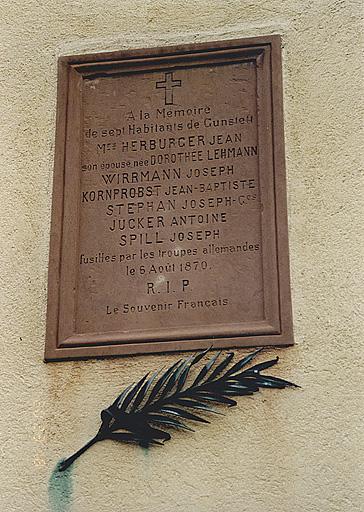 A la Mémoire
de sept Habitants de Gunstett
Mrs HERBURGER JEAN
son épouse née DOROTHÉE LEHMANN
WIRRMANN JOSEPH
KORNPROBST JEAN-BAPTISTE
STEPHAN JOSEPH-Ges
JUCKER ANTOINE
SPILL JOSEPH
fusillés par les troupes allemandes
le 6 Août 1870.
R. I. P
Le Souvenir Français